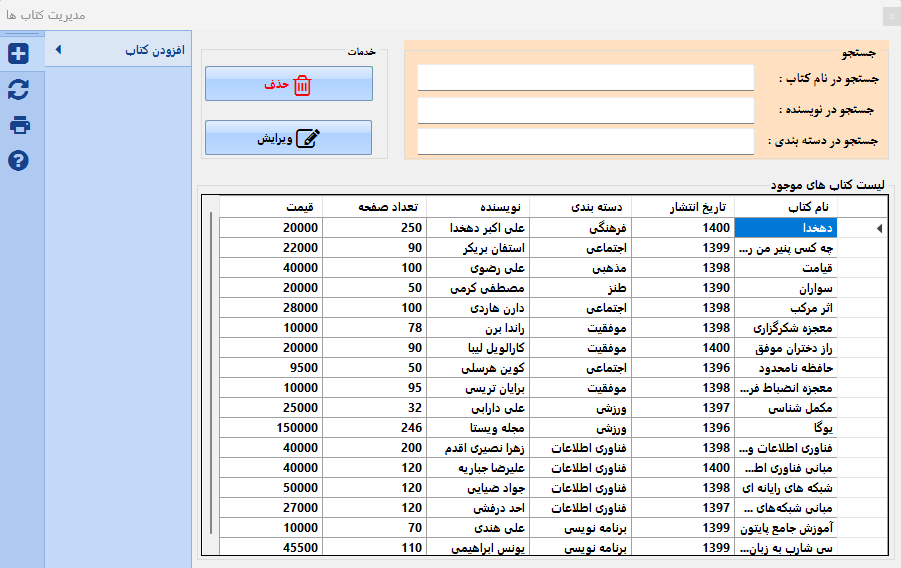 مدیریت کتاب ها
افزودن کتاب
خدمات
حذف
ویرایش
جستجو
جستجو در نام کتاب :
جستجو در نویسنده :
جستجو در دسته بندی :
لیست کتاب های موجود
نام کتاب تاریخ انتشار دسته بندی نویسنده تعداد صفحه قیمت
دهخدا 1400 فرهنگی علی اکبر دهخدا 250 20000
چه کسی پنیر من ر... 1399 اجتماعی استفان بریکر 90 22000
قیامت 1398 مذهبی علی رضوی 100 40000
سواران 1390 طنز مصطفی کرمی 50 20000
اثر مرکب 1398 اجتماعی دارن هاردی 100 28000
معجزه شکرگزاری 1398 موفقیت راندا برن 78 10000
راز دختران موفق 1400 موفقیت کارالویل لیبا 90 20000
حافظه نامحدود 1396 اجتماعی کوین هرسلی 50 9500
معجزه انضباط فر... 1398 موفقیت برایان تریسی 95 10000
مکمل شناسی 1397 ورزشی علی دارابی 32 25000
یوگا 1396 ورزشی مجله ویستا 246 150000
فناوری اطلاعات و... 1398 فناوری اطلاعات زهرا نصیری اقدم 200 40000
مبانی فناوری اط... 1400 فناوری اطلاعات علیرضا جباریه 120 40000
شبکه های رایانه ای 1398 فناوری اطلاعات جواد ضیایی 120 50000
مبانی شبکه‌های ... 1397 فناوری اطلاعات احد درفشی 120 27000
آموزش جامع پایتون 1399 برنامه نویسی علی هندی 70 10000
سی شارپ به زبان... 1399 برنامه نویسی یونس ابراهیمی 110 45500